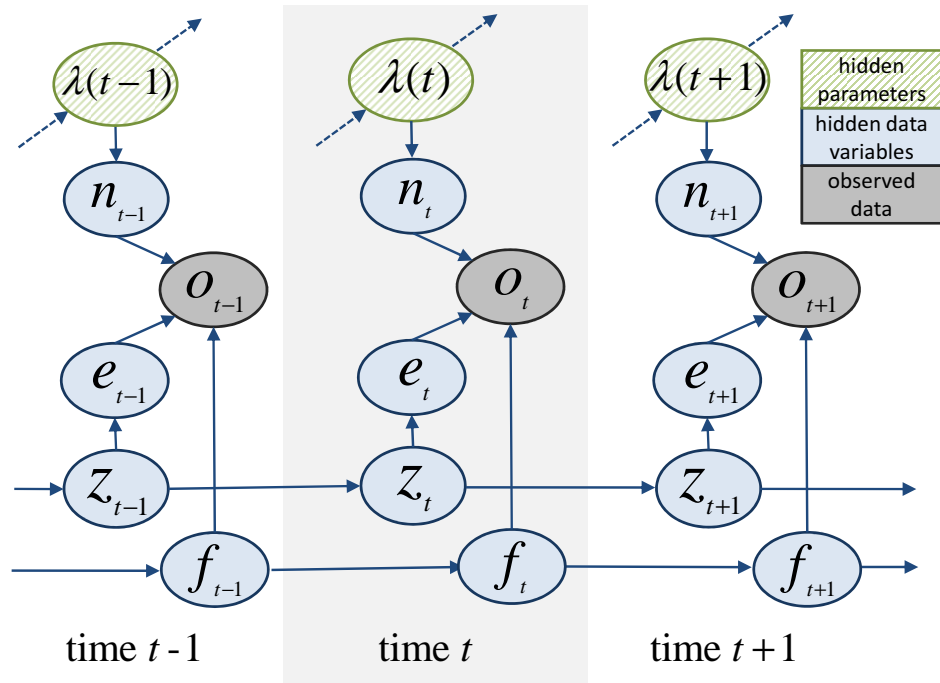 λ(t−1) λ(t) λ(t+1)
hidden
parameters
hidden data
variables
observed
data
n_{t−1} n_t n_{t+1}
o_{t−1} o_t o_{t+1}
e_{t−1} e_t e_{t+1}
z_{t−1} z_t z_{t+1}
f_{t−1} f_t f_{t+1}
time t-1 time t time t+1